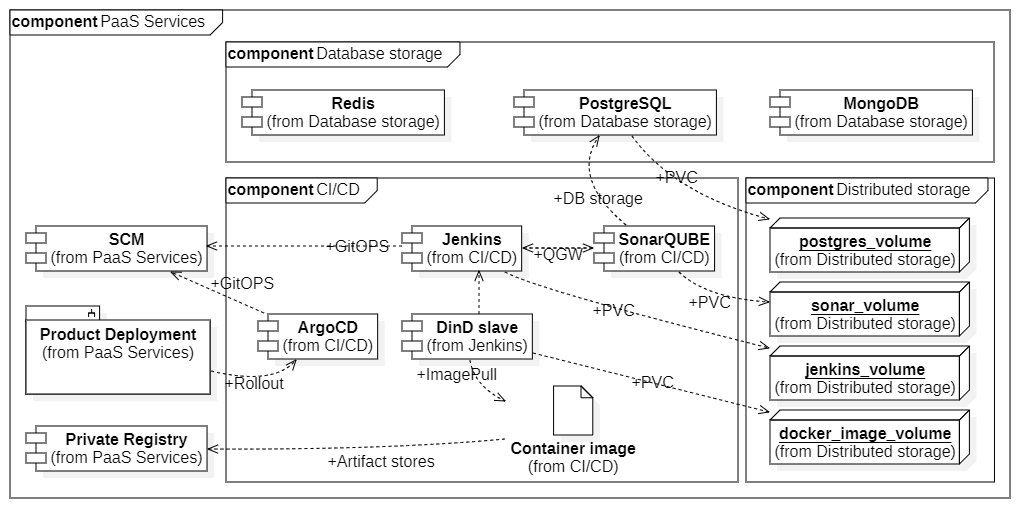 component PaaS Services
component Database storage
Redis
(from Database storage)
PostgreSQL
(from Database storage)
MongoDB
(from Database storage)
component CI/CD
component Distributed storage
+PVC
+DB storage
SCM
(from PaaS Services)
+GitOPS
Jenkins
(from CI/CD)
+QGW
SonarQUBE
(from CI/CD)
postgres_volume
(from Distributed storage)
+GitOPS
+PVC
sonar_volume
(from Distributed storage)
Product Deployment
(from PaaS Services)
ArgoCD
(from CI/CD)
DinD slave
(from Jenkins)
+PVC
jenkins_volume
(from Distributed storage)
+Rollout
+ImagePull
+PVC
docker_image_volume
(from Distributed storage)
Private Registry
(from PaaS Services)
+Artifact stores
Container image
(from CI/CD)